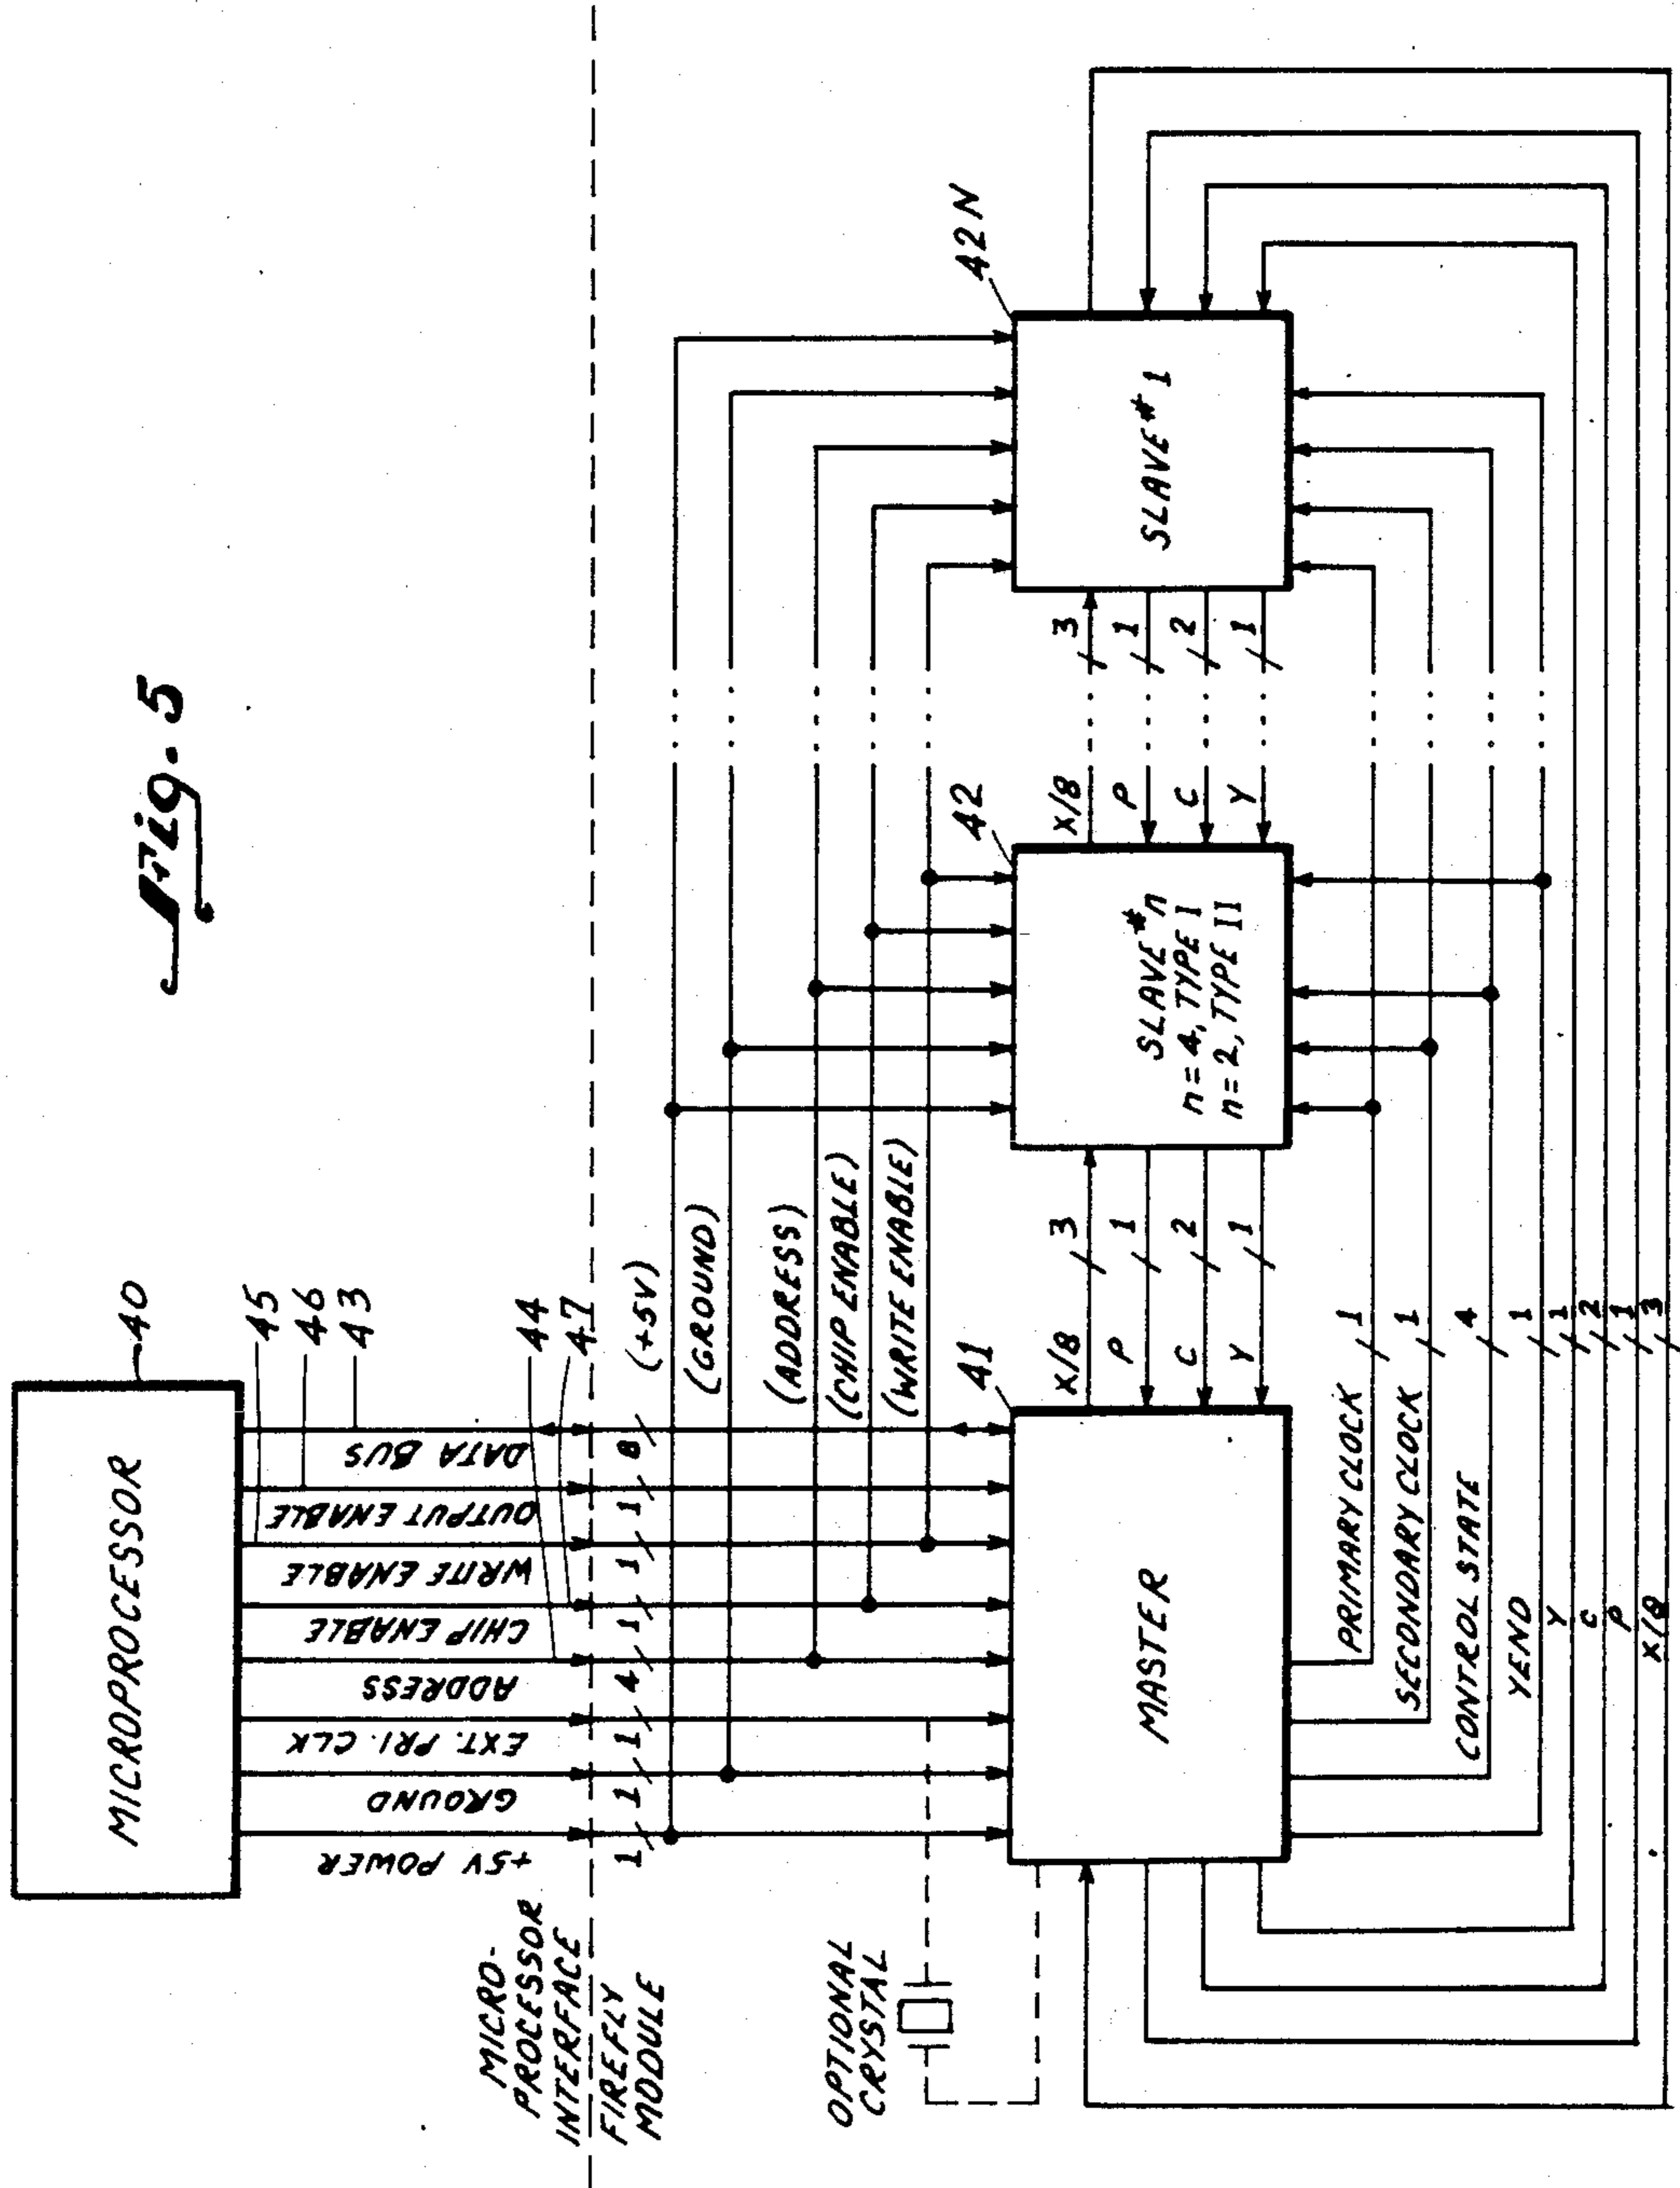 Fig. 5
MICROPROCESSOR
40
45
46
43
44
47
+5V POWER
GROUND
EXT. PRI. CLK
ADDRESS
CHIP ENABLE
WRITE ENABLE
OUTPUT ENABLE
DATA BUS
MICRO-
PROCESSOR
INTERFACE
FIREFLY
MODULE
1
1
1
4
1
1
1
8
(+5V)
(GROUND)
(ADDRESS)
(CHIP ENABLE)
(WRITE ENABLE)
OPTIONAL
CRYSTAL
41
MASTER
X/8 3
P 1
C 2
Y 1
42
SLAVE # n
n=4, TYPE I
n=2, TYPE II
X/8 3
P 1
C 2
Y 1
42N
SLAVE # 1
PRIMARY CLOCK 1
SECONDARY CLOCK 1
CONTROL STATE 4
YEND 1
Y 1
C 2
P 1
X/8 3